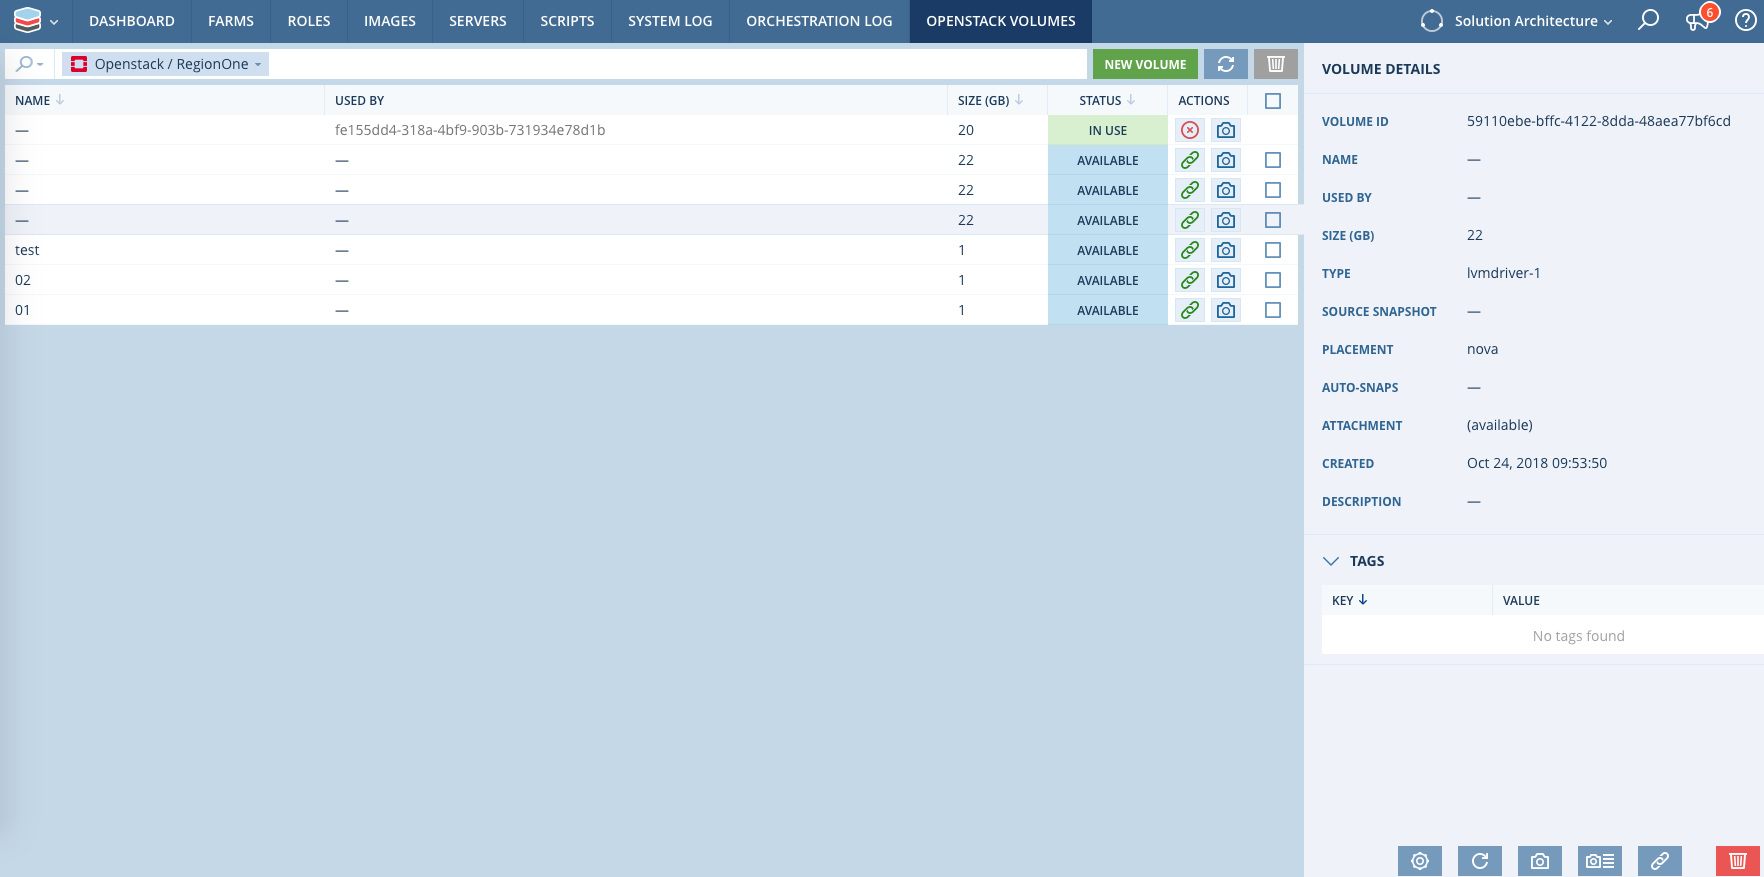 DASHBOARD FARMS ROLES IMAGES SERVERS SCRIPTS SYSTEM LOG ORCHESTRATION LOG OPENSTACK VOLUMES Solution Architecture 6
Openstack / RegionOne NEW VOLUME
NAME USED BY SIZE (GB) STATUS ACTIONS
— fe155dd4-318a-4bf9-903b-731934e78d1b 20 IN USE
— — 22 AVAILABLE
— — 22 AVAILABLE
— — 22 AVAILABLE
test — 1 AVAILABLE
02 — 1 AVAILABLE
01 — 1 AVAILABLE
VOLUME DETAILS
VOLUME ID 59110ebe-bffc-4122-8dda-48aea77bf6cd
NAME —
USED BY —
SIZE (GB) 22
TYPE lvmdriver-1
SOURCE SNAPSHOT —
PLACEMENT nova
AUTO-SNAPS —
ATTACHMENT (available)
CREATED Oct 24, 2018 09:53:50
DESCRIPTION —
TAGS
KEY VALUE
No tags found